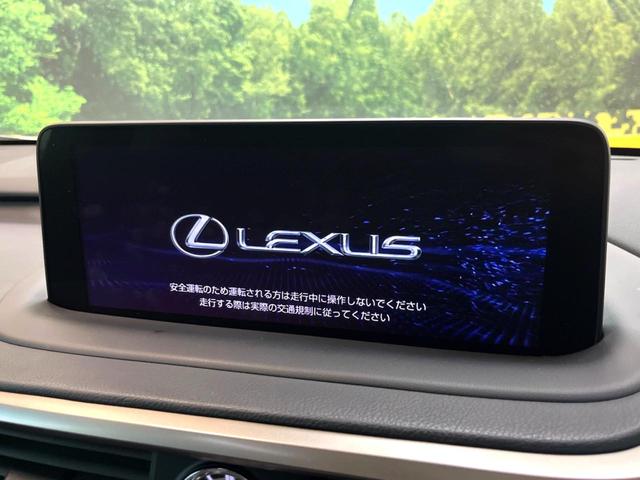 LEXUS
安全運転のため運転される方は走行中に操作しないでください
走行する際は実際の交通規制に従ってください